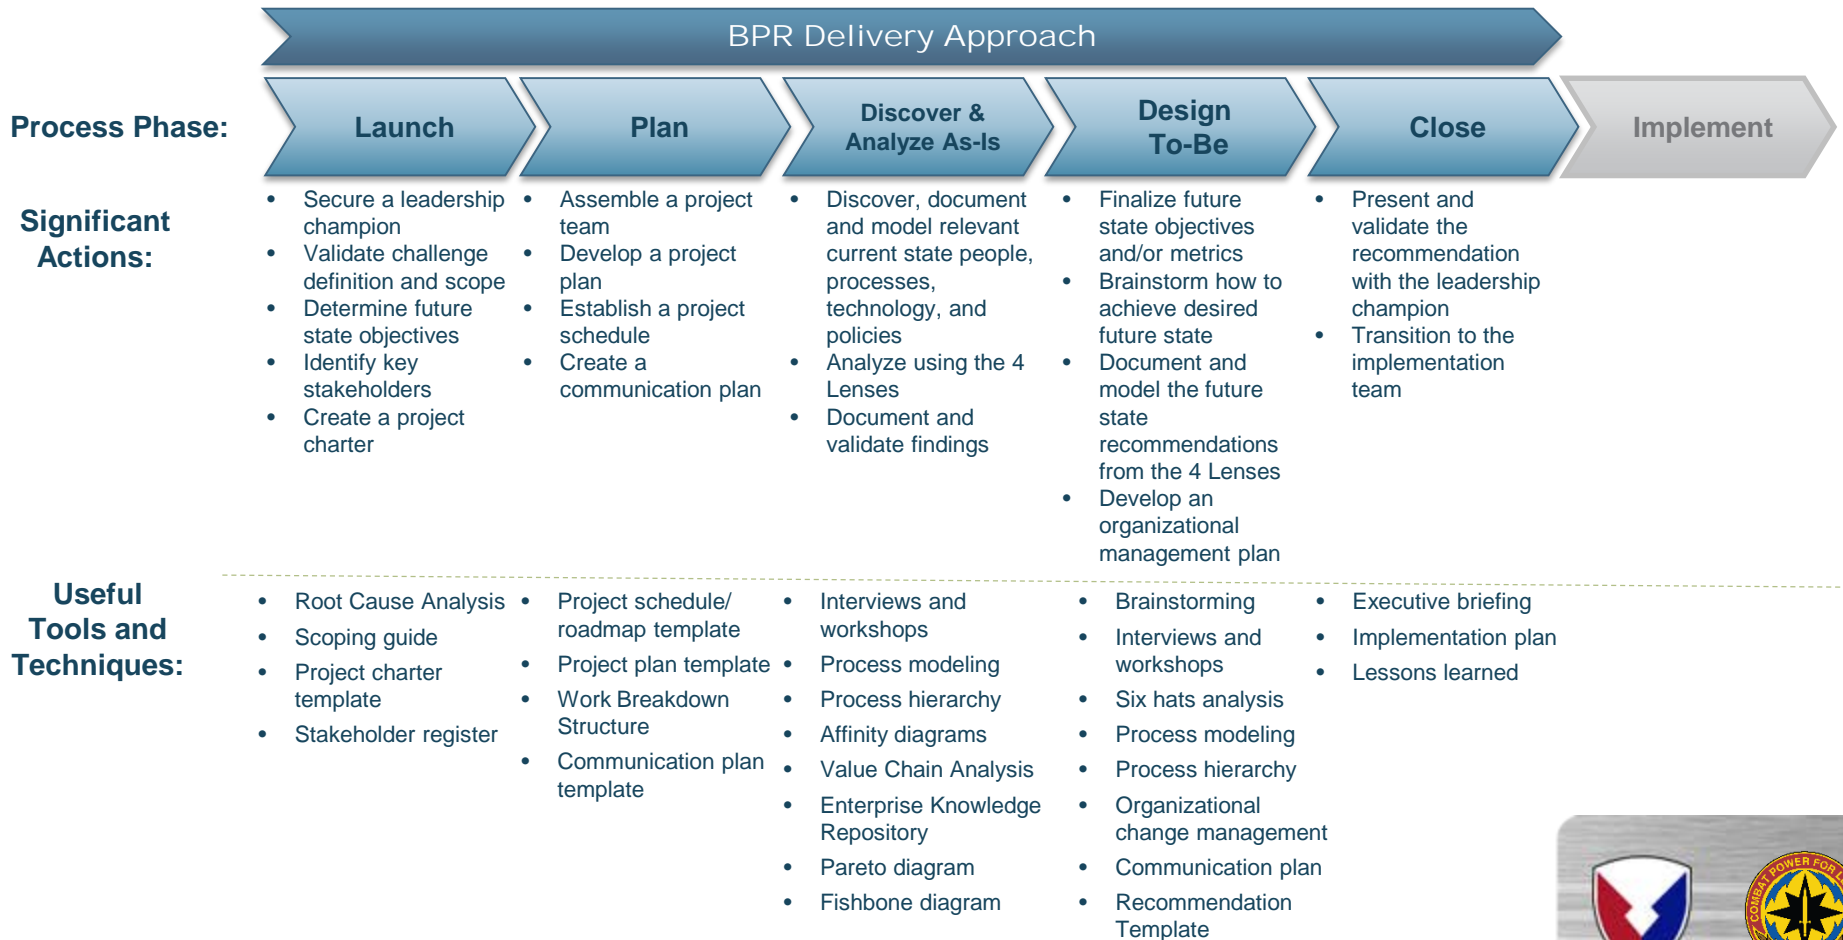 BPR Delivery Approach
Process Phase:
Launch
Plan
Discover &
Analyze As-Is
Design
To-Be
Close
Implement
Significant
Actions:
• Secure a leadership
champion
• Validate challenge
definition and scope
• Determine future
state objectives
• Identify key
stakeholders
• Create a project
charter
• Assemble a project
team
• Develop a project
plan
• Establish a project
schedule
• Create a
communication plan
• Discover, document
and model relevant
current state people,
processes,
technology, and
policies
• Analyze using the 4
Lenses
• Document and
validate findings
• Finalize future
state objectives
and/or metrics
• Brainstorm how to
achieve desired
future state
• Document and
model the future
state
recommendations
from the 4 Lenses
• Develop an
organizational
management plan
• Present and
validate the
recommendation
with the leadership
champion
• Transition to the
implementation
team
Useful
Tools and
Techniques:
• Root Cause Analysis
• Scoping guide
• Project charter
template
• Stakeholder register
• Project schedule/
roadmap template
• Project plan template
• Work Breakdown
Structure
• Communication plan
template
• Interviews and
workshops
• Process modeling
• Process hierarchy
• Affinity diagrams
• Value Chain Analysis
• Enterprise Knowledge
Repository
• Pareto diagram
• Fishbone diagram
• Brainstorming
• Interviews and
workshops
• Six hats analysis
• Process modeling
• Process hierarchy
• Organizational
change management
• Communication plan
• Recommendation
Template
• Executive briefing
• Implementation plan
• Lessons learned
COMBAT POWER FOR